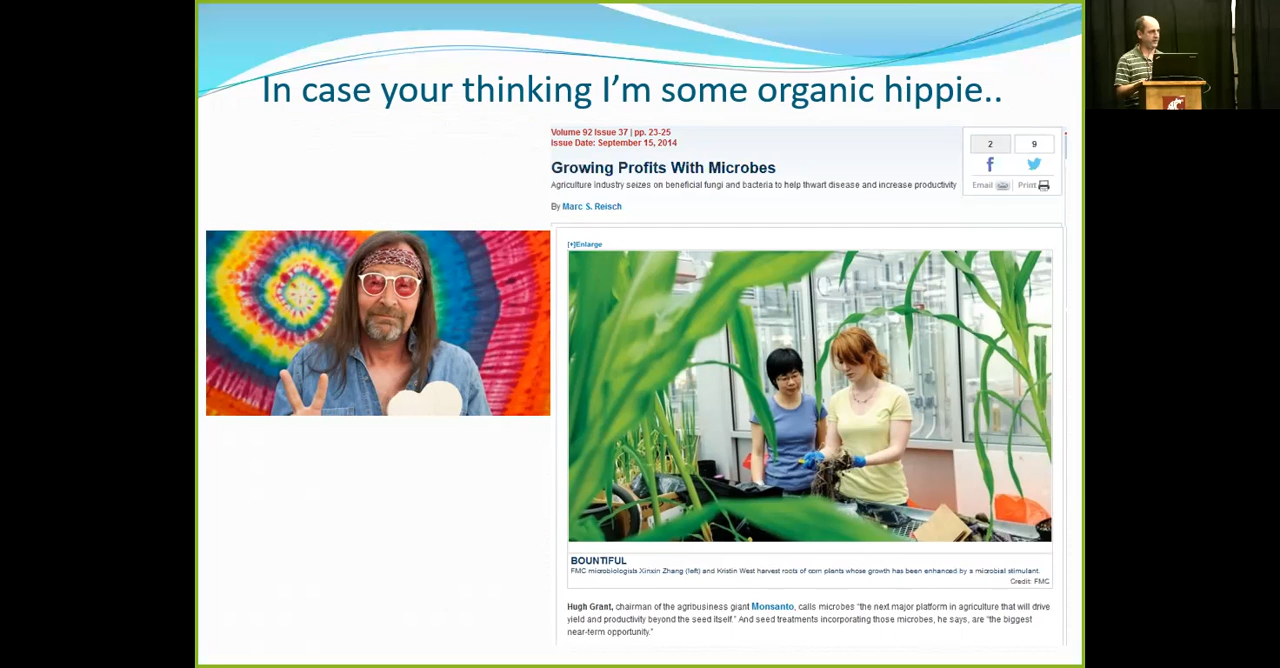 In case your thinking I'm some organic hippie..
Volume 92 Issue 37 | pp. 23-25
Issue Date: September 15, 2014
Growing Profits With Microbes
Agriculture industry seizes on beneficial fungi and bacteria to help thwart disease and increase productivity
By Marc S. Reisch
2 9
Email Print
[+]Enlarge
BOUNTIFUL
FMC microbiologists Xinxin Zhang (left) and Kristin West harvest roots of corn plants whose growth has been enhanced by a microbial stimulant.
Credit: FMC
Hugh Grant, chairman of the agribusiness giant Monsanto, calls microbes "the next major platform in agriculture that will drive
yield and productivity beyond the seed itself." And seed treatments incorporating those microbes, he says, are "the biggest
near-term opportunity."